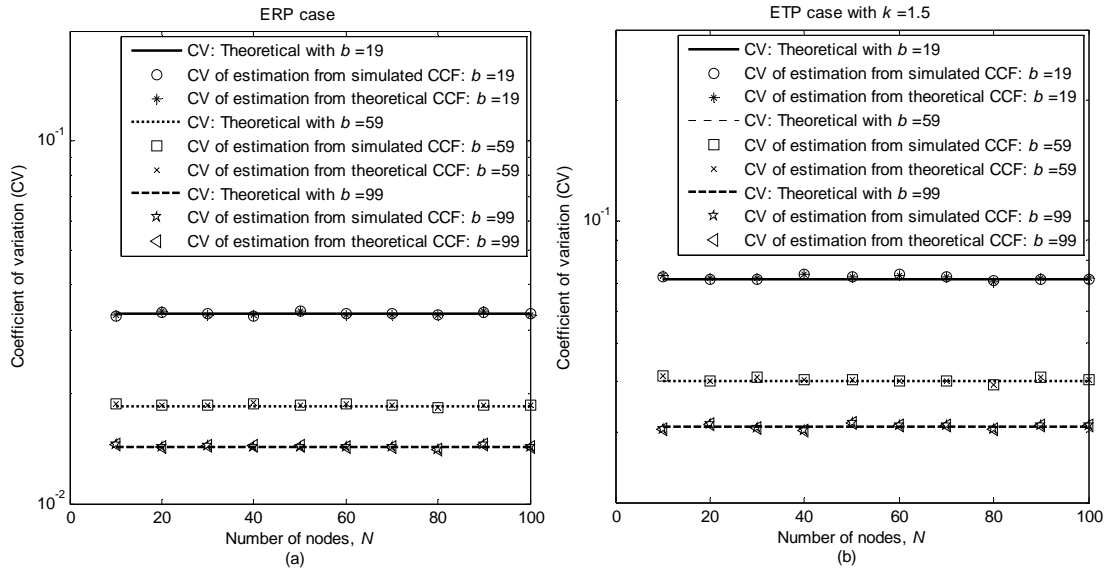 ERP case
CV: Theoretical with b =19
CV of estimation from simulated CCF: b =19
CV of estimation from theoretical CCF: b =19
CV: Theoretical with b =59
CV of estimation from simulated CCF: b =59
CV of estimation from theoretical CCF: b =59
CV: Theoretical with b =99
CV of estimation from simulated CCF: b =99
CV of estimation from theoretical CCF: b =99
Coefficient of variation (CV)
10^-1
10^-2
0 20 40 60 80 100
Number of nodes, N
(a)
ETP case with k =1.5
CV: Theoretical with b =19
CV of estimation from simulated CCF: b =19
CV of estimation from theoretical CCF: b =19
CV: Theoretical with b =59
CV of estimation from simulated CCF: b =59
CV of estimation from theoretical CCF: b =59
CV: Theoretical with b =99
CV of estimation from simulated CCF: b =99
CV of estimation from theoretical CCF: b =99
Coefficient of variation (CV)
10^-1
0 20 40 60 80 100
Number of nodes, N
(b)